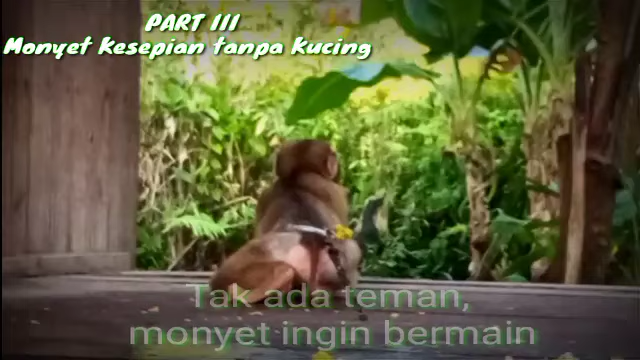 PART III
Monyet Kesepian tanpa Kucing
Tak ada teman,
monyet ingin bermain